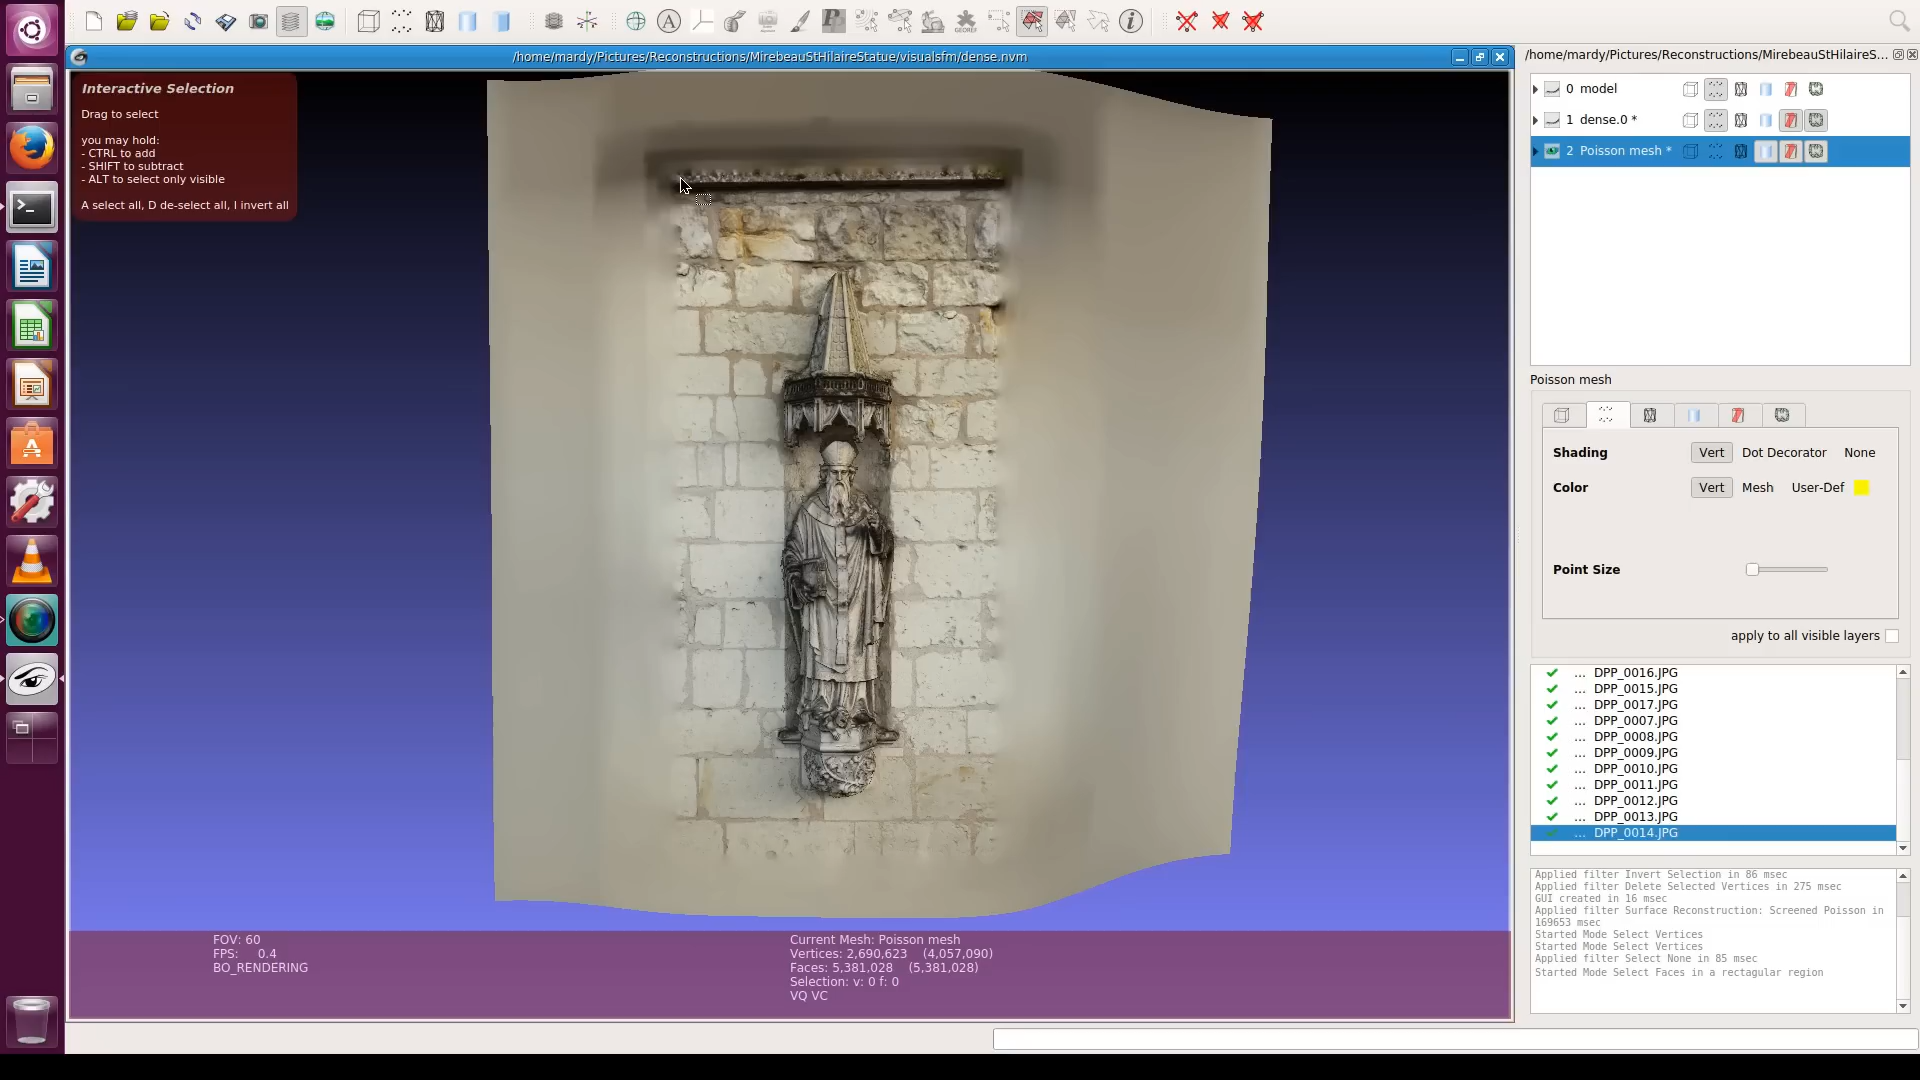 /home/mardy/Pictures/Reconstructions/MirebeauStHilaireStatue/visualsfm/dense.nvm
/home/mardy/Pictures/Reconstructions/MirebeauStHilaireS...
Interactive Selection
Drag to select
you may hold:
- CTRL to add
- SHIFT to subtract
- ALT to select only visible
A select all, D de-select all, I invert all
0 model
1 dense.0 *
2 Poisson mesh *
Poisson mesh
Shading Vert Dot Decorator None
Color Vert Mesh User-Def
Point Size
apply to all visible layers
... DPP_0016.JPG
... DPP_0015.JPG
... DPP_0017.JPG
... DPP_0007.JPG
... DPP_0008.JPG
... DPP_0009.JPG
... DPP_0010.JPG
... DPP_0011.JPG
... DPP_0012.JPG
... DPP_0013.JPG
... DPP_0014.JPG
Applied filter Invert Selection in 86 msec
Applied filter Delete Selected Vertices in 275 msec
GUI created in 16 msec
Applied filter Surface Reconstruction: Screened Poisson in
169653 msec
Started Mode Select Vertices
Started Mode Select Vertices
Applied filter Select None in 85 msec
Started Mode Select Faces in a rectagular region
FOV: 60
FPS: 0.4
BO_RENDERING
Current Mesh: Poisson mesh
Vertices: 2,690,623 (4,057,090)
Faces: 5,381,028 (5,381,028)
Selection: v: 0 f: 0
VQ VC